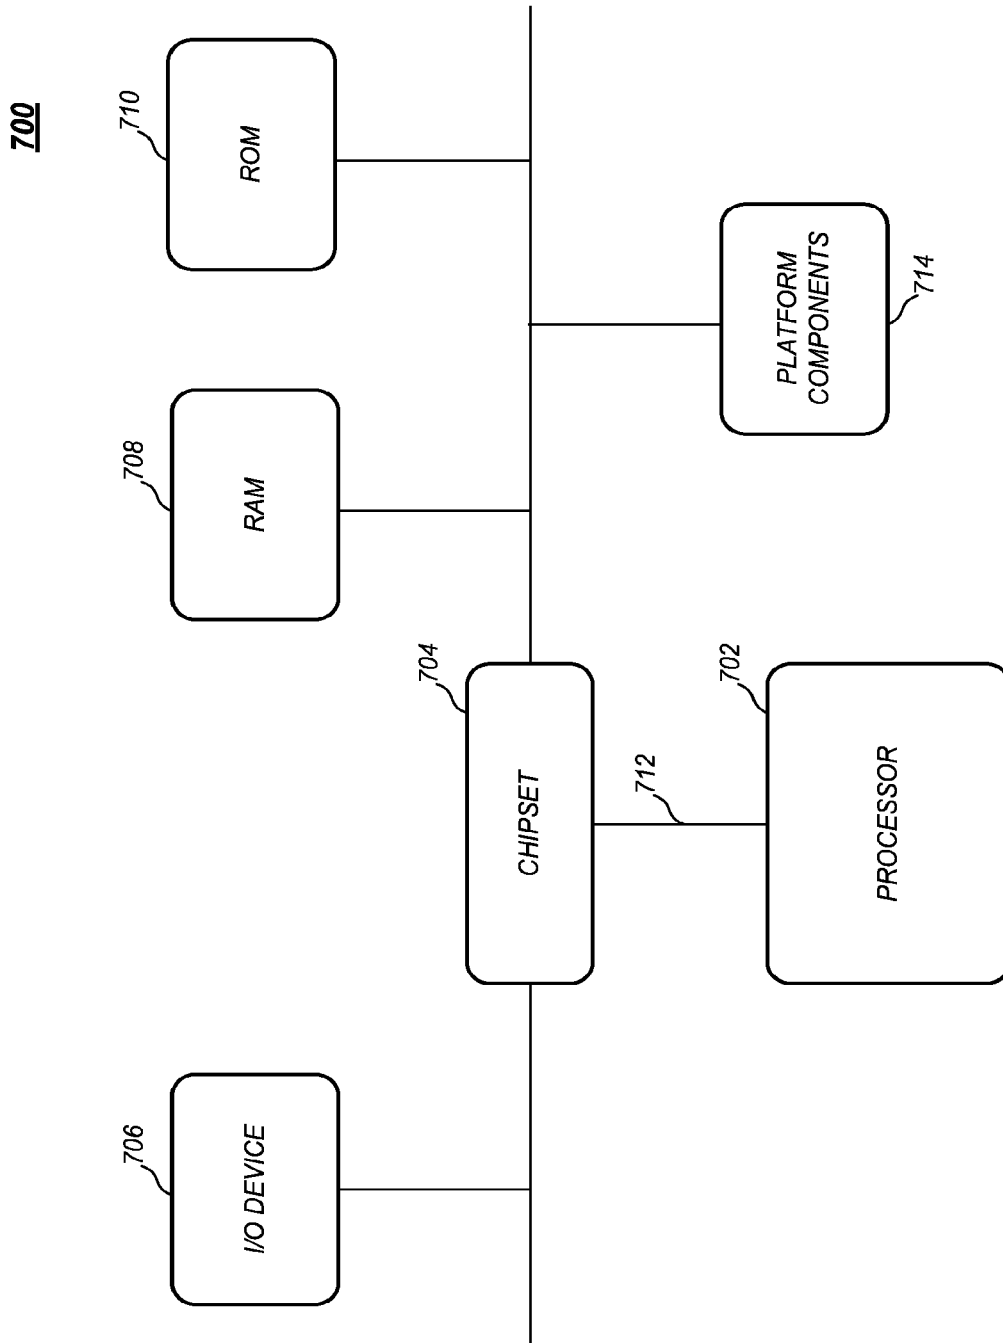 700
706
708
710
I/O DEVICE
RAM
ROM
704
CHIPSET
712
702
PLATFORM
COMPONENTS
PROCESSOR
714